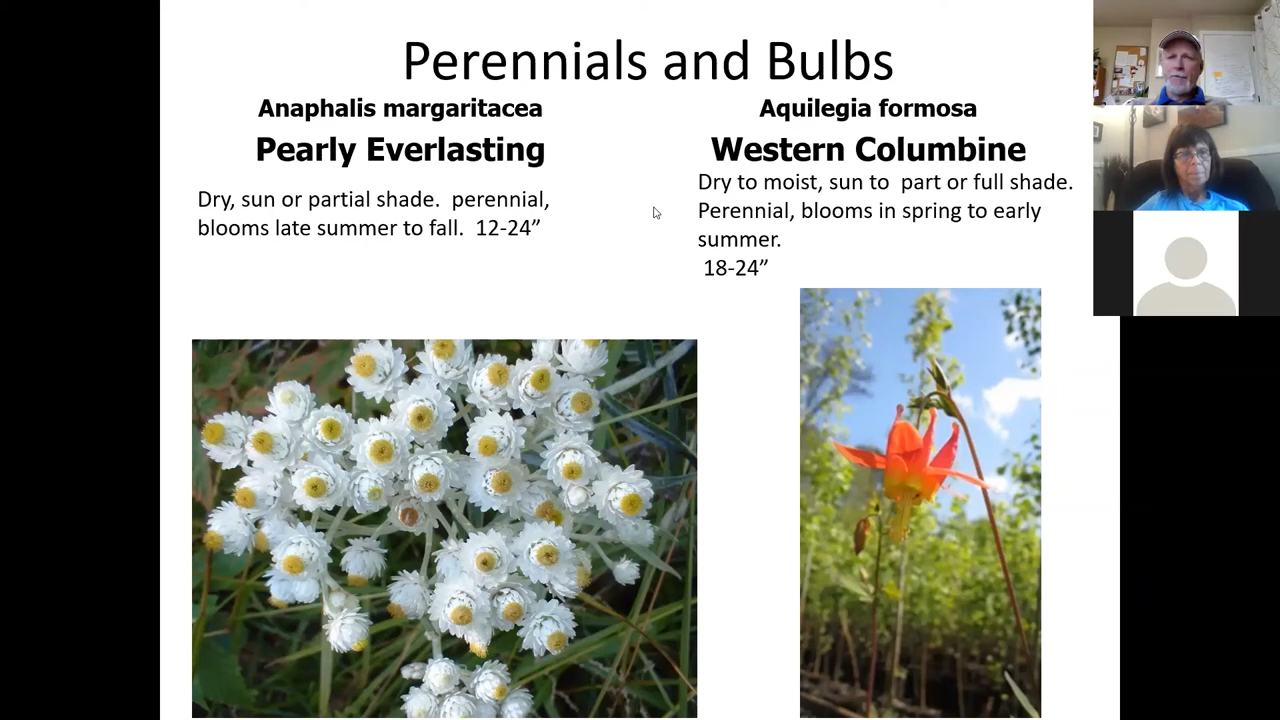 Perennials and Bulbs
Anaphalis margaritacea
Pearly Everlasting
Dry, sun or partial shade.  perennial,
blooms late summer to fall.  12-24”
Aquilegia formosa
Western Columbine
Dry to moist, sun to  part or full shade.
Perennial, blooms in spring to early
summer.
18-24”